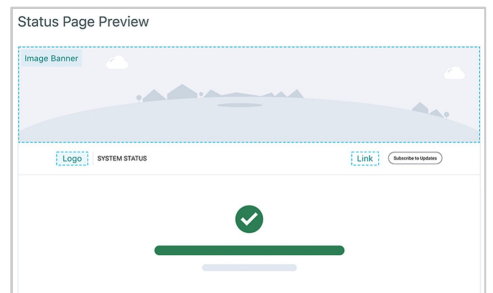 Status Page Preview
Image Banner
Logo SYSTEM STATUS Link Subscribe to Updates